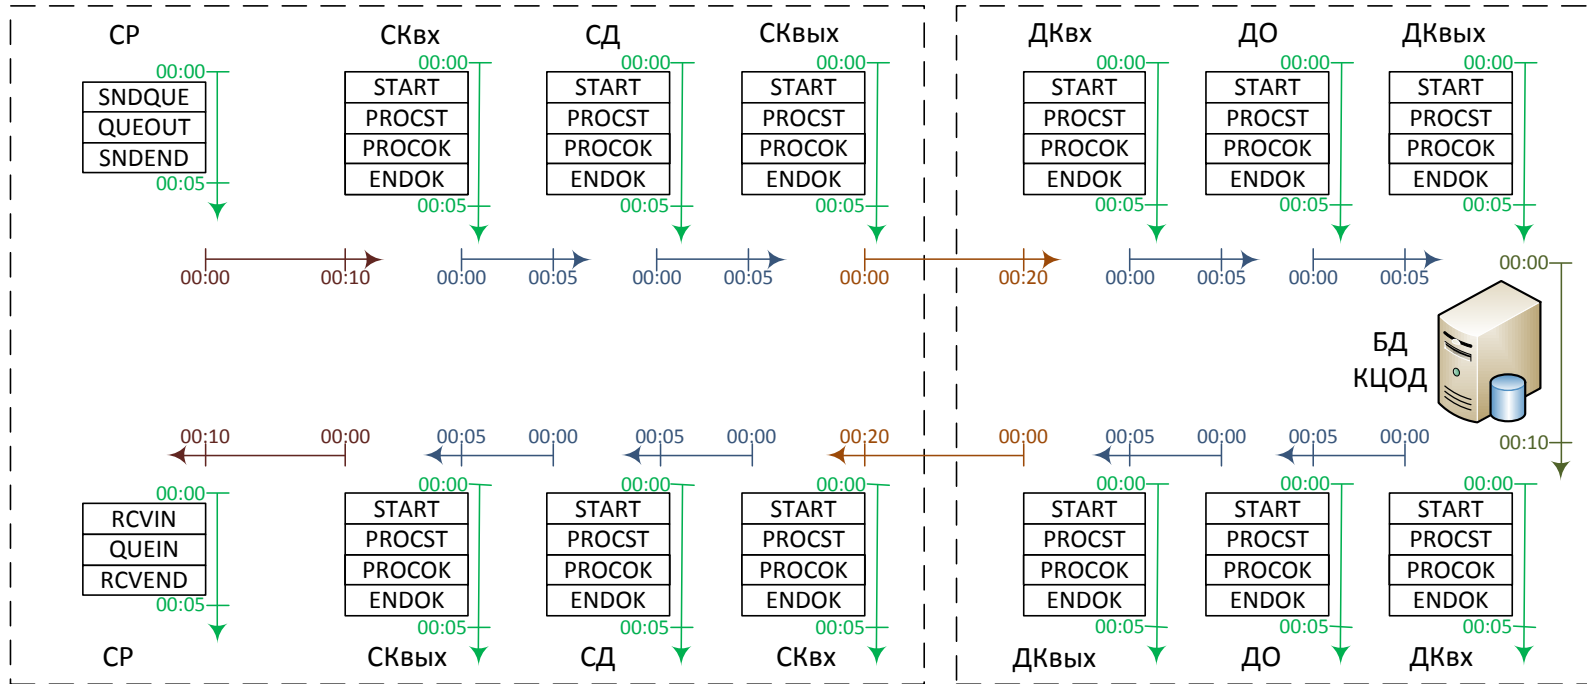 СР СКвх СД СКвых ДКвх ДО ДКвых
00:00 00:00 00:00 00:00 00:00 00:00 00:00
SNDQUE START START START START START START
QUEOUT PROCST PROCST PROCST PROCST PROCST PROCST
SNDEND PROCOK PROCOK PROCOK PROCOK PROCOK PROCOK
ENDOK ENDOK ENDOK ENDOK ENDOK ENDOK
00:05 00:05 00:05 00:05 00:05 00:05 00:05
00:00 00:10 00:00 00:05 00:00 00:05 00:00 00:20 00:00 00:05 00:00 00:05 00:00
БД
КЦОД
00:10 00:00 00:05 00:00 00:05 00:00 00:20 00:00 00:05 00:00 00:05 00:00 00:10
00:00 00:00 00:00 00:00 00:00 00:00 00:00
RCVIN START START START START START START
QUEIN PROCST PROCST PROCST PROCST PROCST PROCST
RCVEND PROCOK PROCOK PROCOK PROCOK PROCOK PROCOK
ENDOK ENDOK ENDOK ENDOK ENDOK ENDOK
00:05 00:05 00:05 00:05 00:05 00:05 00:05
СР СКвых СД СКвх ДКвых ДО ДКвх